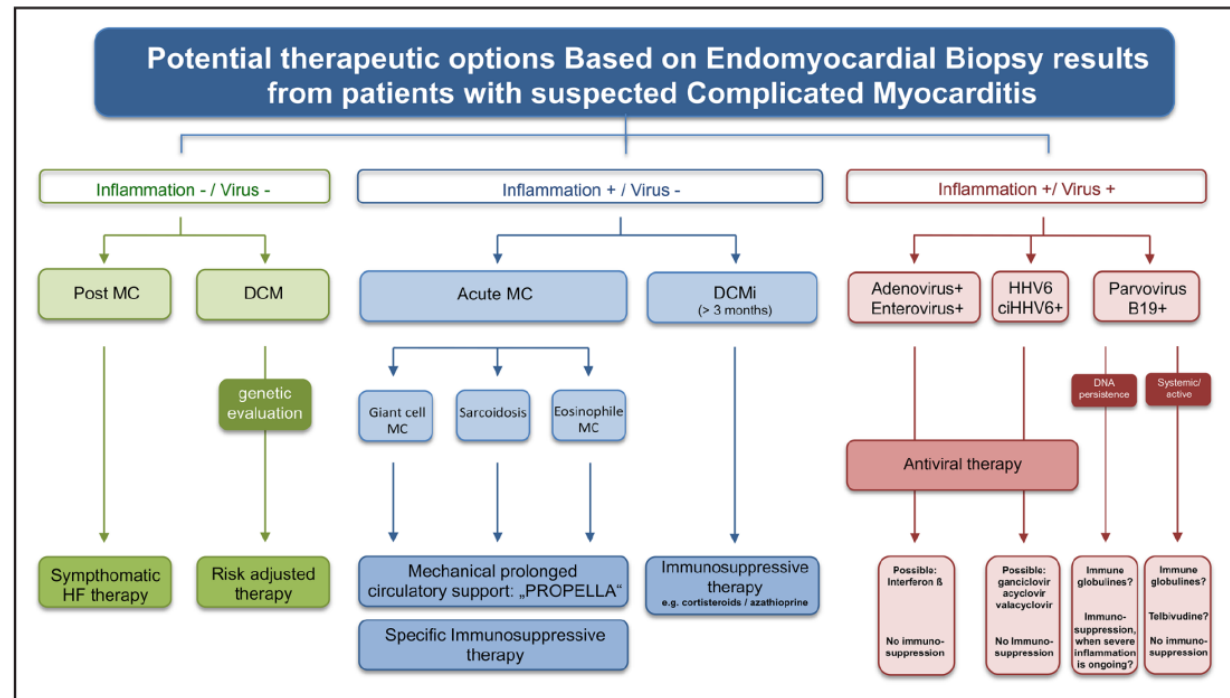 Potential therapeutic options Based on Endomyocardial Biopsy results
from patients with suspected Complicated Myocarditis
Inflammation - / Virus -
Inflammation + / Virus -
Inflammation +/ Virus +
Post MC
DCM
Acute MC
DCMi
(> 3 months)
Adenovirus+
Enterovirus+
HHV6
ciHHV6+
Parvovirus
B19+
genetic
evaluation
Giant cell
MC
Sarcoidosis
Eosinophile
MC
DNA
persistence
Systemic/
active
Antiviral therapy
Sympthomatic
HF therapy
Risk adjusted
therapy
Mechanical prolonged
circulatory support: „PROPELLA“
Specific Immunosuppressive
therapy
Immunosuppressive
therapy
e.g. cortisteroids / azathioprine
Possible:
Interferon ß
No immuno-
suppression
Possible:
ganciclovir
acyclovir
valacyclovir
No Immuno-
suppression
Immune
globulines?
Immuno-
suppression,
when severe
inflammation
is ongoing?
Immune
globulines?
Telbivudine?
No immuno-
suppression